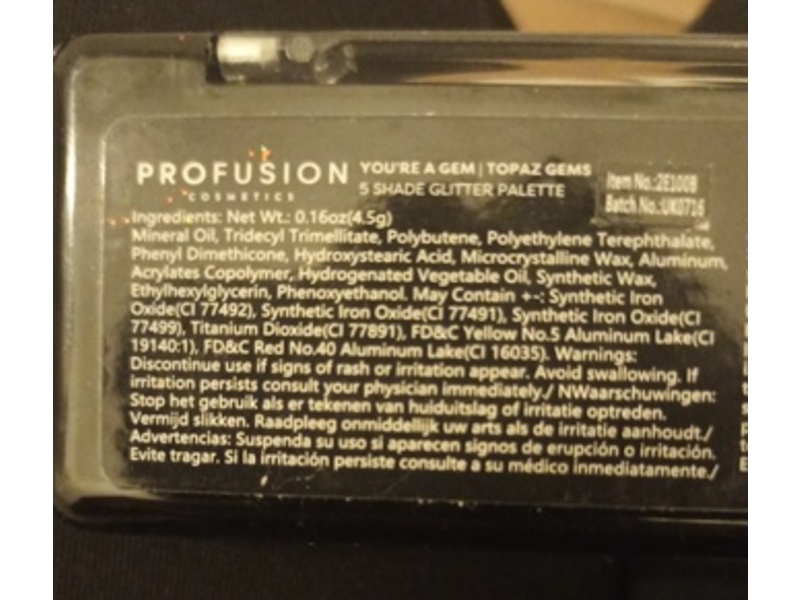 PROFUSION
COSMETICS
YOU'RE A GEM | TOPAZ GEMS
5 SHADE GLITTER PALETTE
Item No.:2E1008
Batch No.:UK0716
Ingredients: Net Wt.: 0.16oz(4.5g)
Mineral Oil, Tridecyl Trimellitate, Polybutene, Polyethylene Terephthalate,
Phenyl Dimethicone, Hydroxystearic Acid, Microcrystalline Wax, Aluminum,
Acrylates Copolymer, Hydrogenated Vegetable Oil, Synthetic Wax,
Ethylhexylglycerin, Phenoxyethanol. May Contain +-: Synthetic Iron
Oxide(CI 77492), Synthetic Iron Oxide(CI 77491), Synthetic Iron Oxide(CI
77499), Titanium Dioxide(CI 77891), FD&C Yellow No.5 Aluminum Lake(CI
19140:1), FD&C Red No.40 Aluminum Lake(CI 16035). Warnings:
Discontinue use if signs of rash or irritation appear. Avoid swallowing. If
irritation persists consult your physician immediately./ NWaarschuwingen:
Stop het gebruik als er tekenen van huiduitslag of irritatie optreden.
Vermijd slikken. Raadpleeg onmiddellijk uw arts als de irritatie aanhoudt./
Advertencias: Suspenda su uso si aparecen signos de erupción o irritación.
Evite tragar. Si la irritación persiste consulte a su médico inmediatamente./